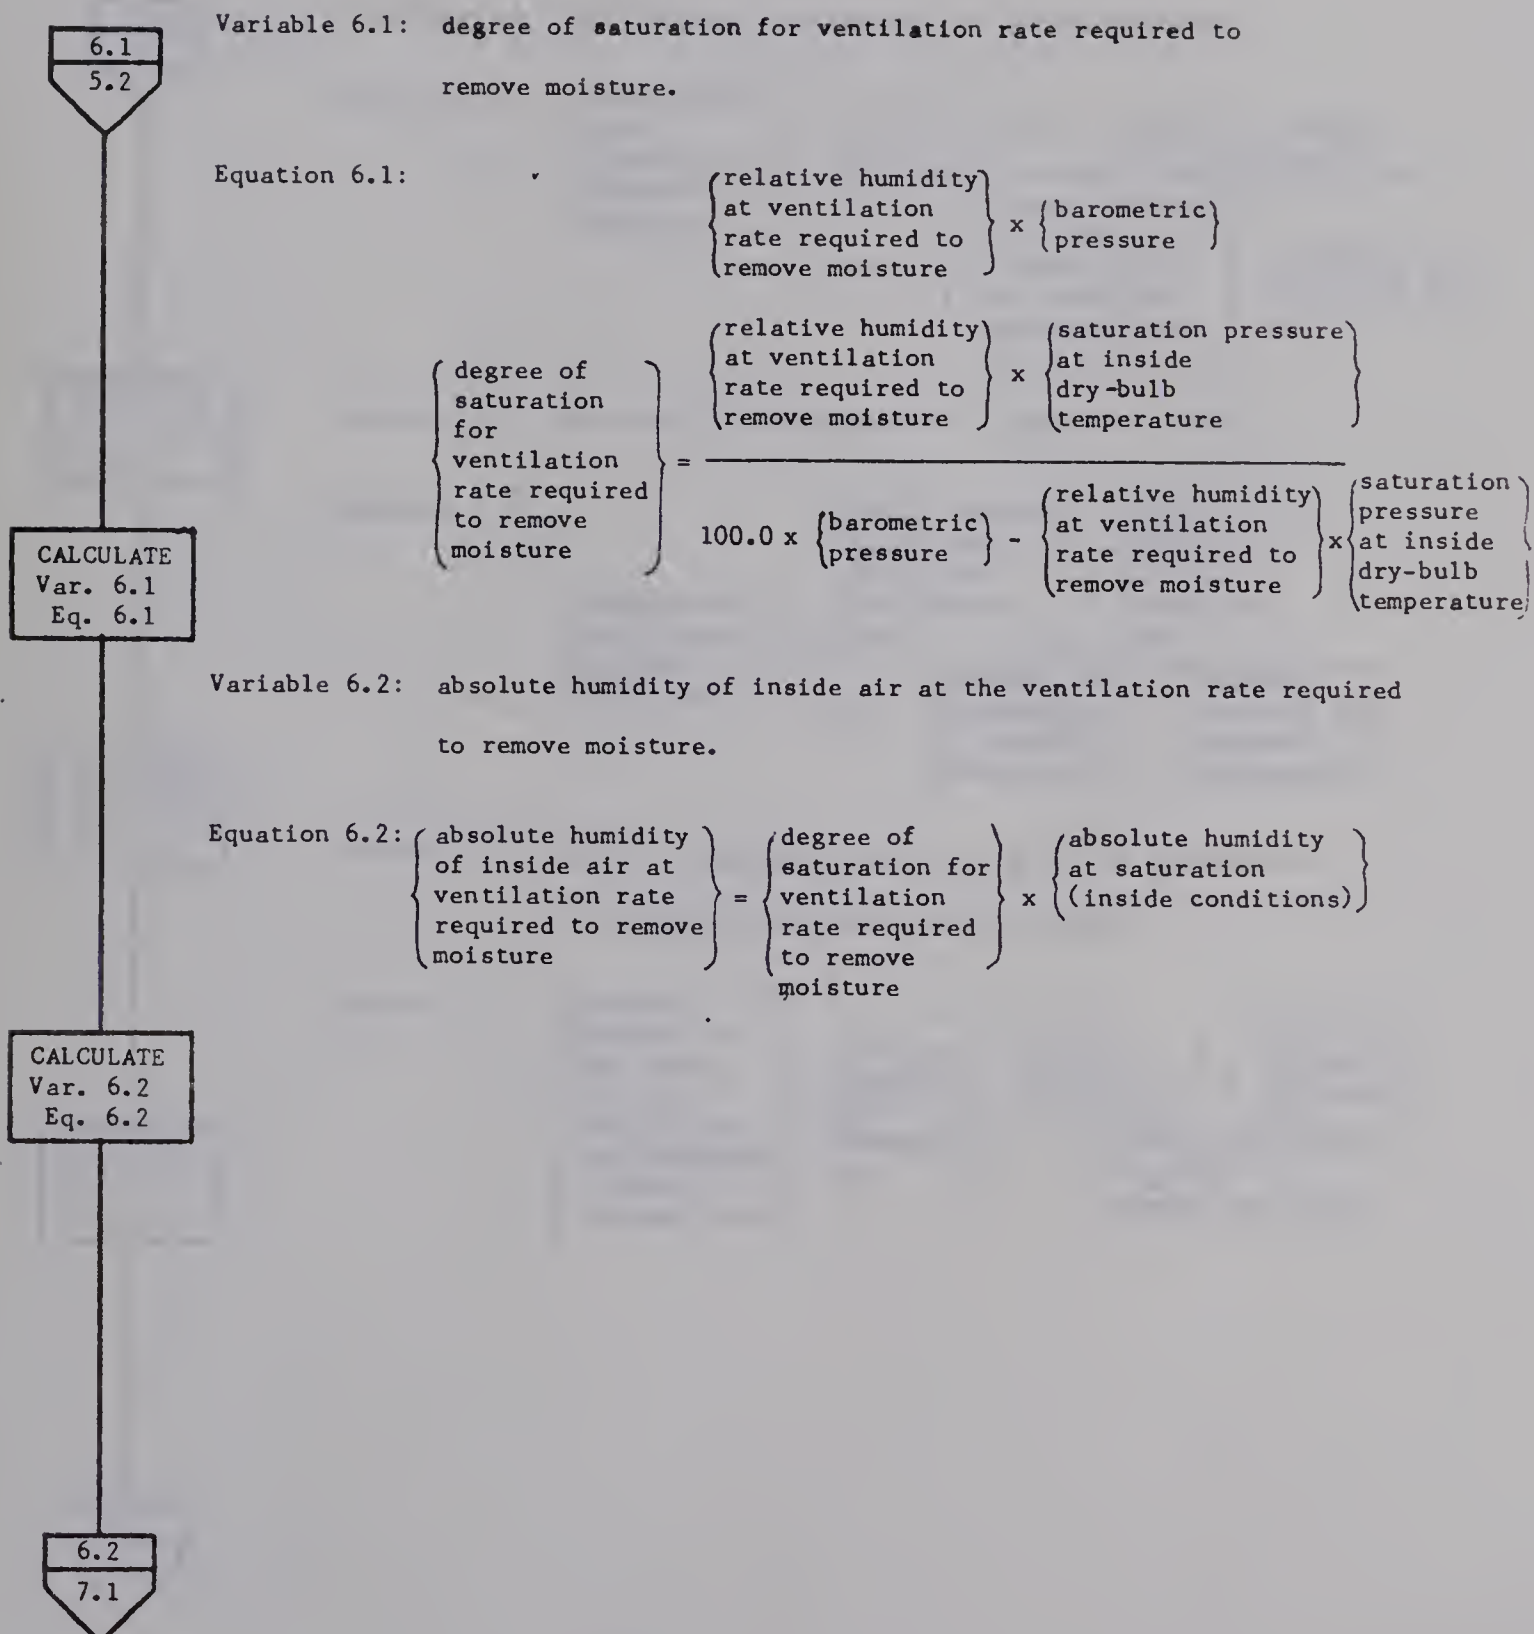 6.1
5.2
Variable 6.1: degree of saturation for ventilation rate required to
remove moisture.
Equation 6.1:
relative humidity
at ventilation
rate required to
remove moisture
x
barometric
pressure
relative humidity
at ventilation
rate required to
remove moisture
x
saturation pressure
at inside
dry-bulb
temperature
degree of
saturation
for
ventilation
rate required
to remove
moisture
=
100.0 x
barometric
pressure
-
relative humidity
at ventilation
rate required to
remove moisture
x
saturation
pressure
at inside
dry-bulb
temperature
CALCULATE
Var. 6.1
Eq. 6.1
Variable 6.2: absolute humidity of inside air at the ventilation rate required
to remove moisture.
Equation 6.2:
absolute humidity
of inside air at
ventilation rate
required to remove
moisture
=
degree of
saturation for
ventilation
rate required
to remove
moisture
x
absolute humidity
at saturation
(inside conditions)
CALCULATE
Var. 6.2
Eq. 6.2
6.2
7.1